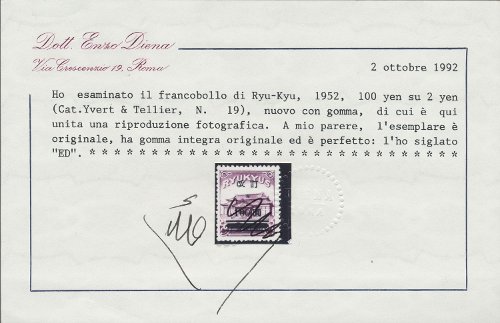 Dott. Enzo Diena
Via Crescenzio 19, Roma
2 ottobre 1992
Ho esaminato il francobollo di Ryu-Kyu, 1952, 100 yen su 2 yen
(Cat.Yvert & Tellier, N. 19), nuovo con gomma, di cui è qui
unita una riproduzione fotografica. A mio parere, l'esemplare è
originale, ha gomma integra originale ed è perfetto: l'ho siglato
"ED". * * * * * * * * * * * * * * * * * * * * * * * * * * * * *
RYUKYUS